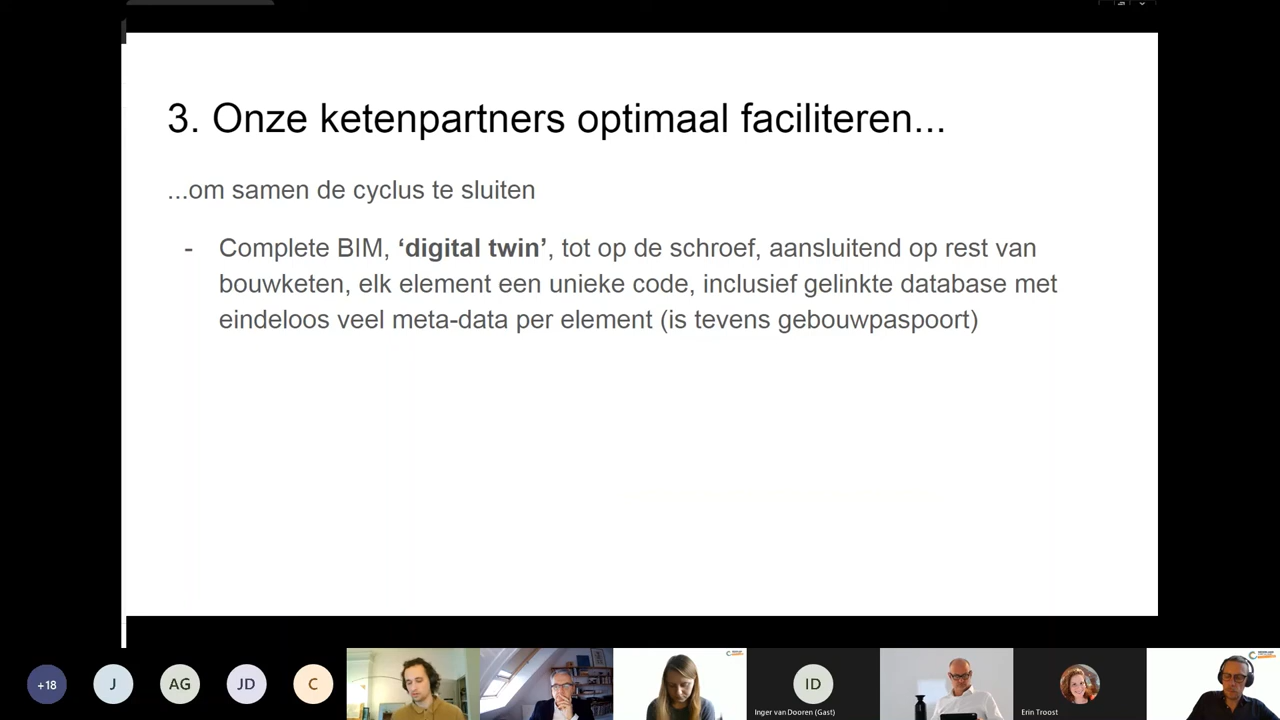 3. Onze ketenpartners optimaal faciliteren...
...om samen de cyclus te sluiten
- Complete BIM, ‘digital twin’, tot op de schroef, aansluitend op rest van
bouwketen, elk element een unieke code, inclusief gelinkte database met
eindeloos veel meta-data per element (is tevens gebouwpaspoort)
+18
J
AG
JD
C
ID
Inger van Dooren (Gast)
Erin Troost